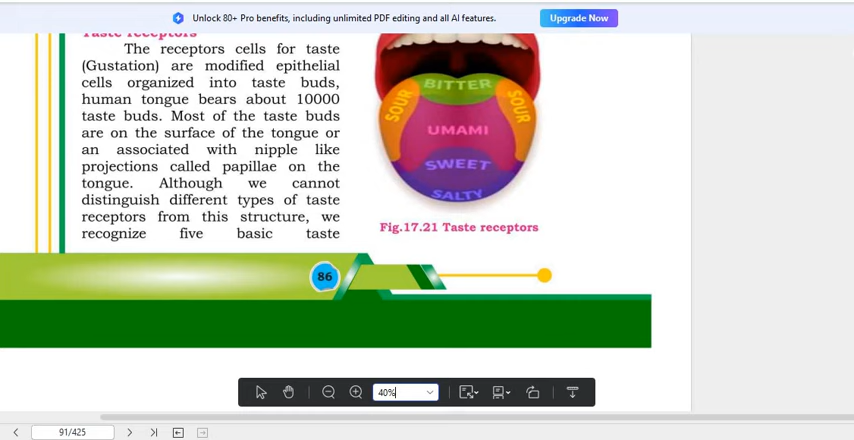 Unlock 80+ Pro benefits, including unlimited PDF editing and all AI features.
Upgrade Now
Taste receptors
The receptors cells for taste
(Gustation) are modified epithelial
cells organized into taste buds,
human tongue bears about 10000
taste buds. Most of the taste buds
are on the surface of the tongue or
an associated with nipple like
projections called papillae on the
tongue. Although we cannot
distinguish different types of taste
receptors from this structure, we
recognize five basic taste
BITTER
SOUR
SOUR
UMAMI
SWEET
SALTY
Fig.17.21 Taste receptors
86
40%
91/425